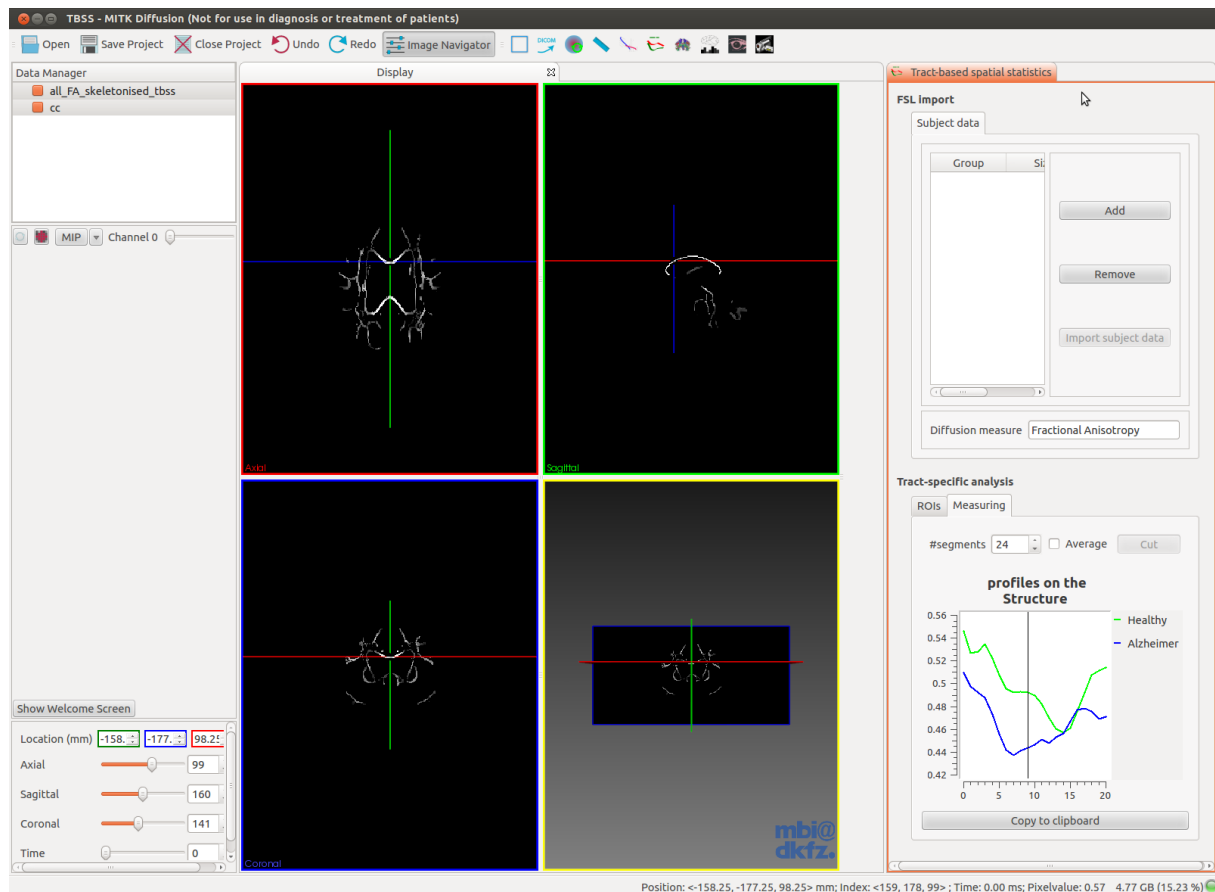 TBSS - MITK Diffusion (Not for use in diagnosis or treatment of patients)
Open Save Project Close Project Undo Redo Image Navigator DICOM
Data Manager
all_FA_skeletonised_tbss
cc
MIP Channel 0
Show Welcome Screen
Location (mm) -158. -177. 98.25
Axial 99
Sagittal 160
Coronal 141
Time 0
Display
Axial
Sagittal
Coronal
mbi@
dkfz.
Tract-based spatial statistics
FSL import
Subject data
Group Si
Add
Remove
Import subject data
Diffusion measure Fractional Anisotropy
Tract-specific analysis
ROIs Measuring
#segments 24 Average Cut
profiles on the
Structure
0.56
0.54
0.52
0.5
0.48
0.46
0.44
0.42
0 5 10 15 20
Healthy
Alzheimer
Copy to clipboard
Position: <-158.25, -177.25, 98.25> mm; Index: <159, 178, 99> ; Time: 0.00 ms; Pixelvalue: 0.57 4.77 GB (15.23 %)